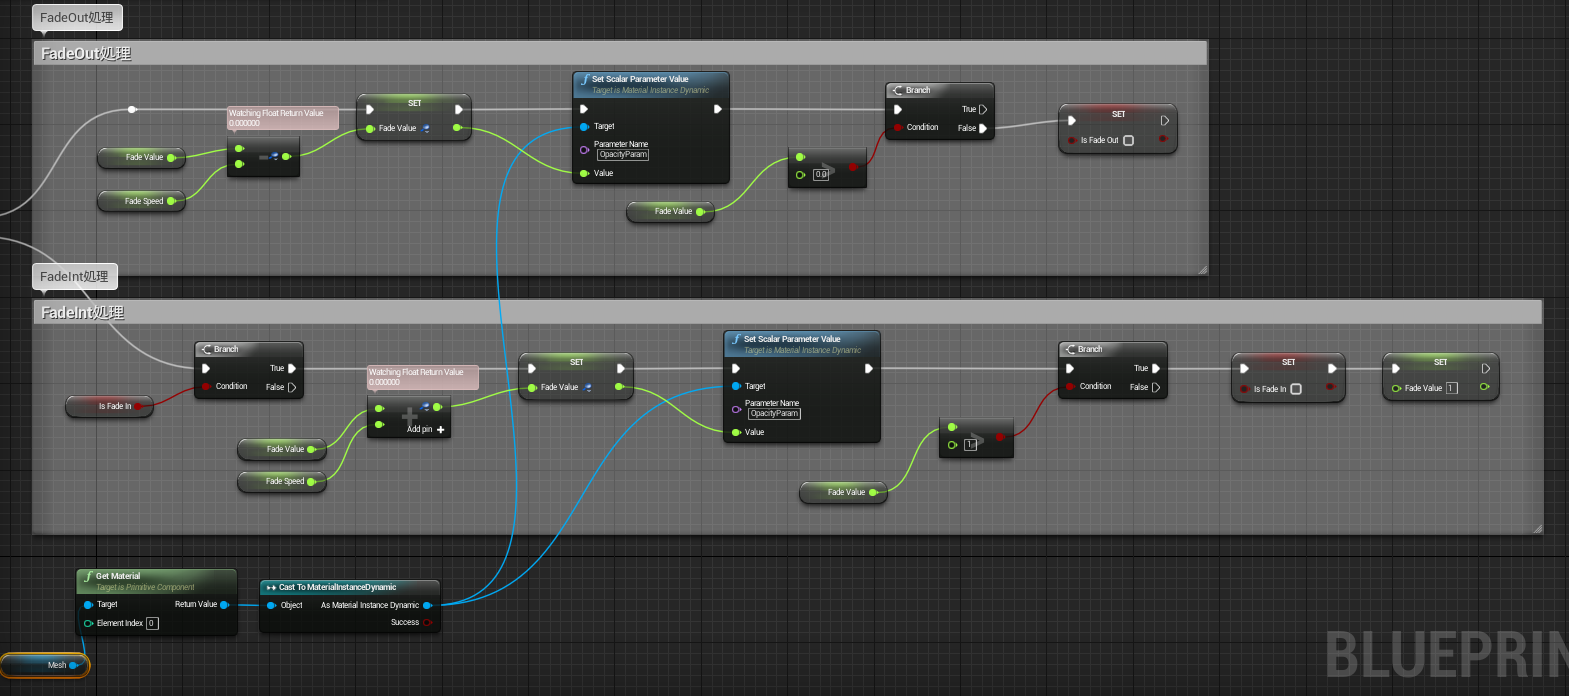 FadeOut処理
FadeOut処理
Watching Float Return Value
0.000000
Fade Value
Fade Speed
SET
Fade Value
Set Scalar Parameter Value
Target is Material Instance Dynamic
Target
Parameter Name
OpacityParam
Value
Fade Value
0.0
Branch
True
Condition
False
SET
Is Fade Out
FadeInt処理
FadeInt処理
Branch
True
Condition
False
Is Fade In
Watching Float Return Value
0.000000
Add pin
Fade Value
Fade Speed
SET
Fade Value
Set Scalar Parameter Value
Target is Material Instance Dynamic
Target
Parameter Name
OpacityParam
Value
Fade Value
1
Branch
True
Condition
False
SET
Is Fade In
SET
Fade Value 1
Get Material
Target is Primitive Component
Target
Return Value
Element Index 0
Mesh
Cast To MaterialInstanceDynamic
Object
As Material Instance Dynamic
Success
BLUEPRIN